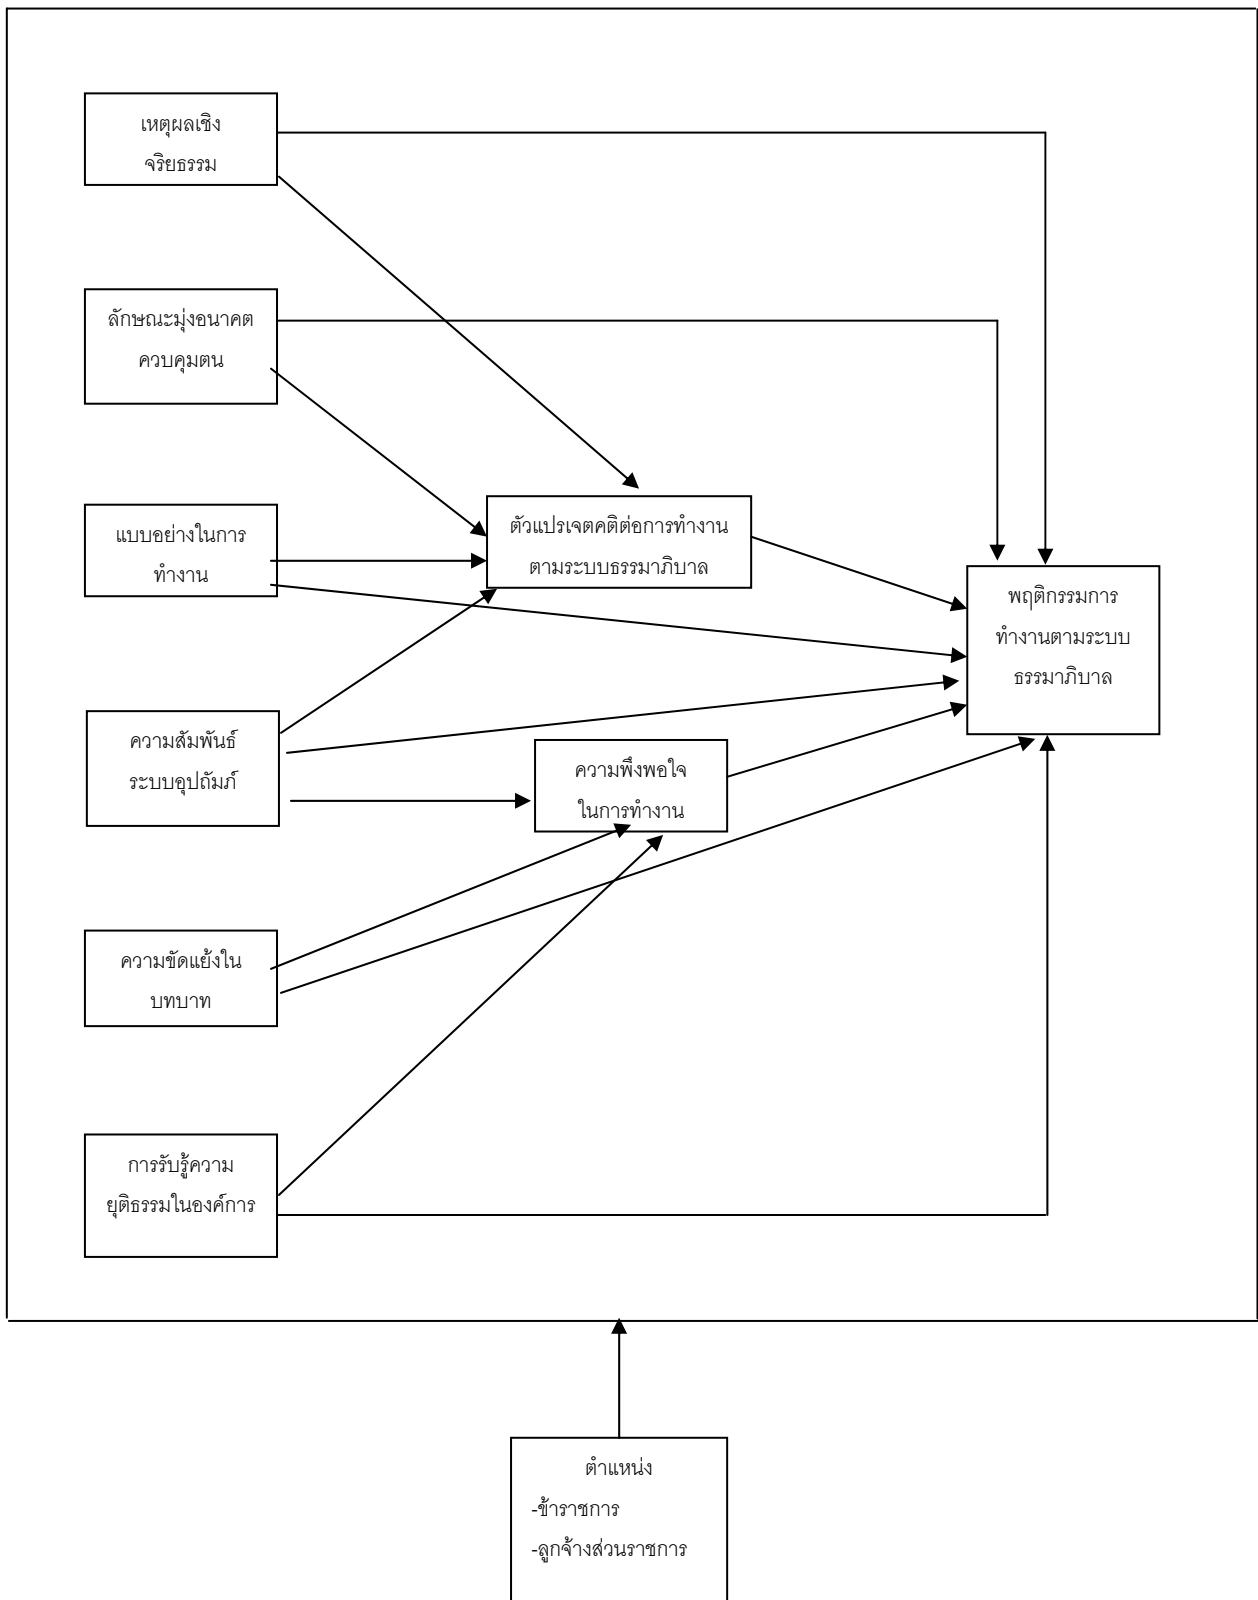 เหตุผลเชิง
จริยธรรม
ลักษณะมุ่งอนาคต
ควบคุมตน
แบบอย่างในการ
ทำงาน
ตัวแปรเจตคติต่อการทำงาน
ตามระบบธรรมาภิบาล
พฤติกรรมการ
ทำงานตามระบบ
ธรรมาภิบาล
ความสัมพันธ์
ระบบอุปถัมภ์
ความพึงพอใจ
ในการทำงาน
ความขัดแย้งใน
บทบาท
การรับรู้ความ
ยุติธรรมในองค์การ
ตำแหน่ง
-ข้าราชการ
-ลูกจ้างส่วนราชการ